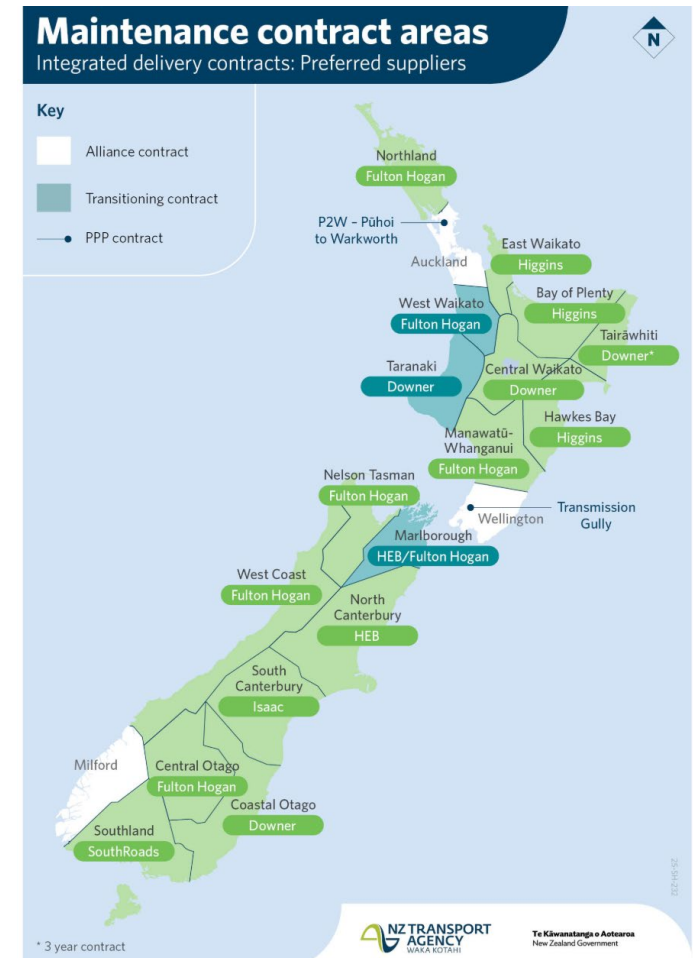 Maintenance contract areas
Integrated delivery contracts: Preferred suppliers
N
Key
Alliance contract
Transitioning contract
PPP contract
Northland
Fulton Hogan
P2W – Pūhoi
to Warkworth
Auckland
East Waikato
Higgins
Bay of Plenty
Higgins
West Waikato
Fulton Hogan
Tairāwhiti
Downer*
Taranaki
Downer
Central Waikato
Downer
Hawkes Bay
Higgins
Manawatū-
Whanganui
Fulton Hogan
Nelson Tasman
Fulton Hogan
Transmission
Gully
Wellington
Marlborough
HEB/Fulton Hogan
West Coast
Fulton Hogan
North
Canterbury
HEB
South
Canterbury
Isaac
Milford
Central Otago
Fulton Hogan
Coastal Otago
Downer
Southland
SouthRoads
25-SH-232
* 3 year contract
NZ TRANSPORT
AGENCY
WAKA KOTAHI
Te Kāwanatanga o Aotearoa
New Zealand Government